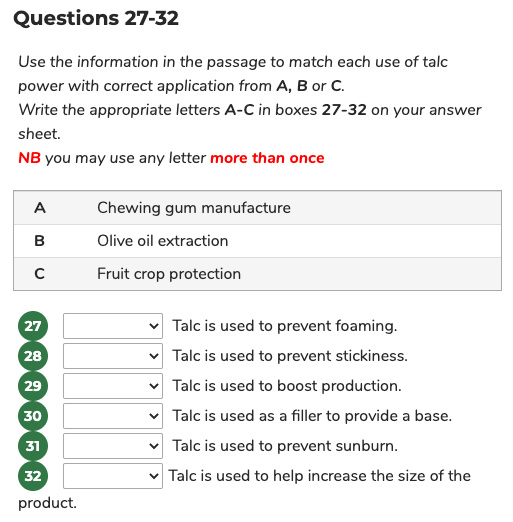 Questions 27-32
Use the information in the passage to match each use of talc
power with correct application from A, B or C.
Write the appropriate letters A-C in boxes 27-32 on your answer
sheet.
NB you may use any letter more than once
A Chewing gum manufacture
B Olive oil extraction
C Fruit crop protection
27 Talc is used to prevent foaming.
28 Talc is used to prevent stickiness.
29 Talc is used to boost production.
30 Talc is used as a filler to provide a base.
31 Talc is used to prevent sunburn.
32 Talc is used to help increase the size of the
product.